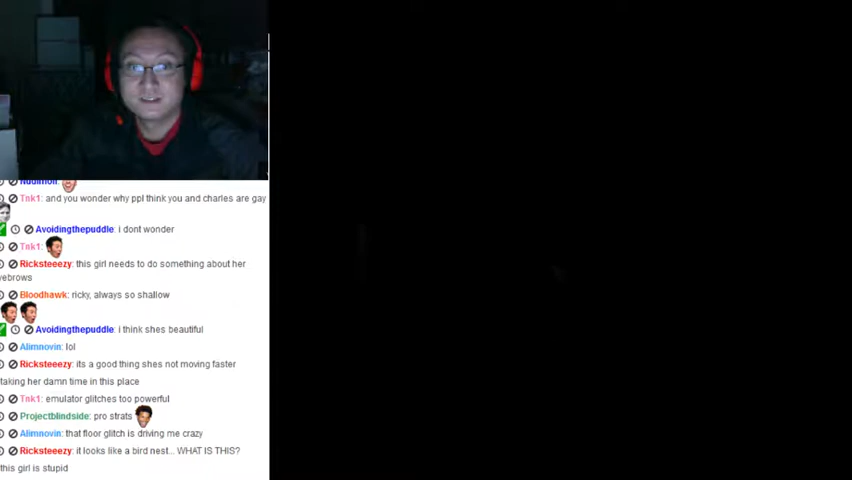 Tnk1: and you wonder why ppl think you and charles are gay
Avoidingthepuddle: i dont wonder
Tnk1:
Ricksteeezy: this girl needs to do something about her
yebrows
Bloodhawk: ricky, always so shallow
Avoidingthepuddle: i think shes beautiful
Alimnovin: lol
Ricksteeezy: its a good thing shes not moving faster
taking her damn time in this place
Tnk1: emulator glitches too powerful
Projectblindside: pro strats
Alimnovin: that floor glitch is driving me crazy
Ricksteeezy: it looks like a bird nest... WHAT IS THIS?
this girl is stupid